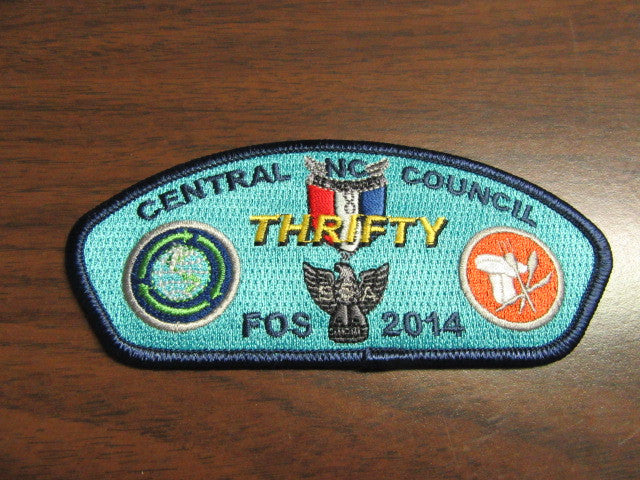 CENTRAL NC COUNCIL
THRIFTY
FOS 2014